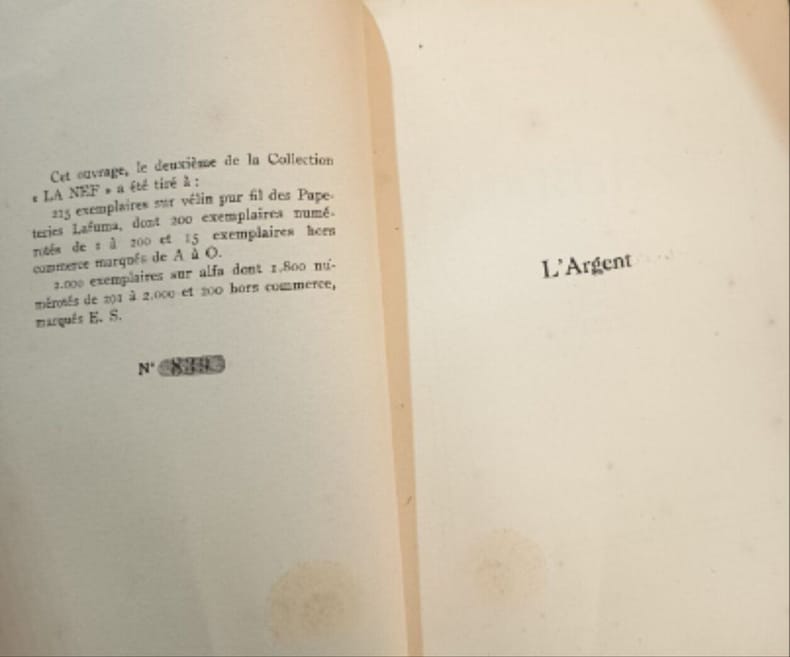 Cet ouvrage, le deuxième de la Collection
« LA NEF » a été tiré à :
215 exemplaires sur vélin pur fil des Pape-
teries Lafuma, dont 200 exemplaires numé-
rotés de 1 à 200 et 15 exemplaires hors
commerce marqués de A à O.
2.000 exemplaires sur alfa dont 1.800 nu-
mérotés de 201 à 2.000 et 200 hors commerce,
marqués E. S.
N°
L'Argent